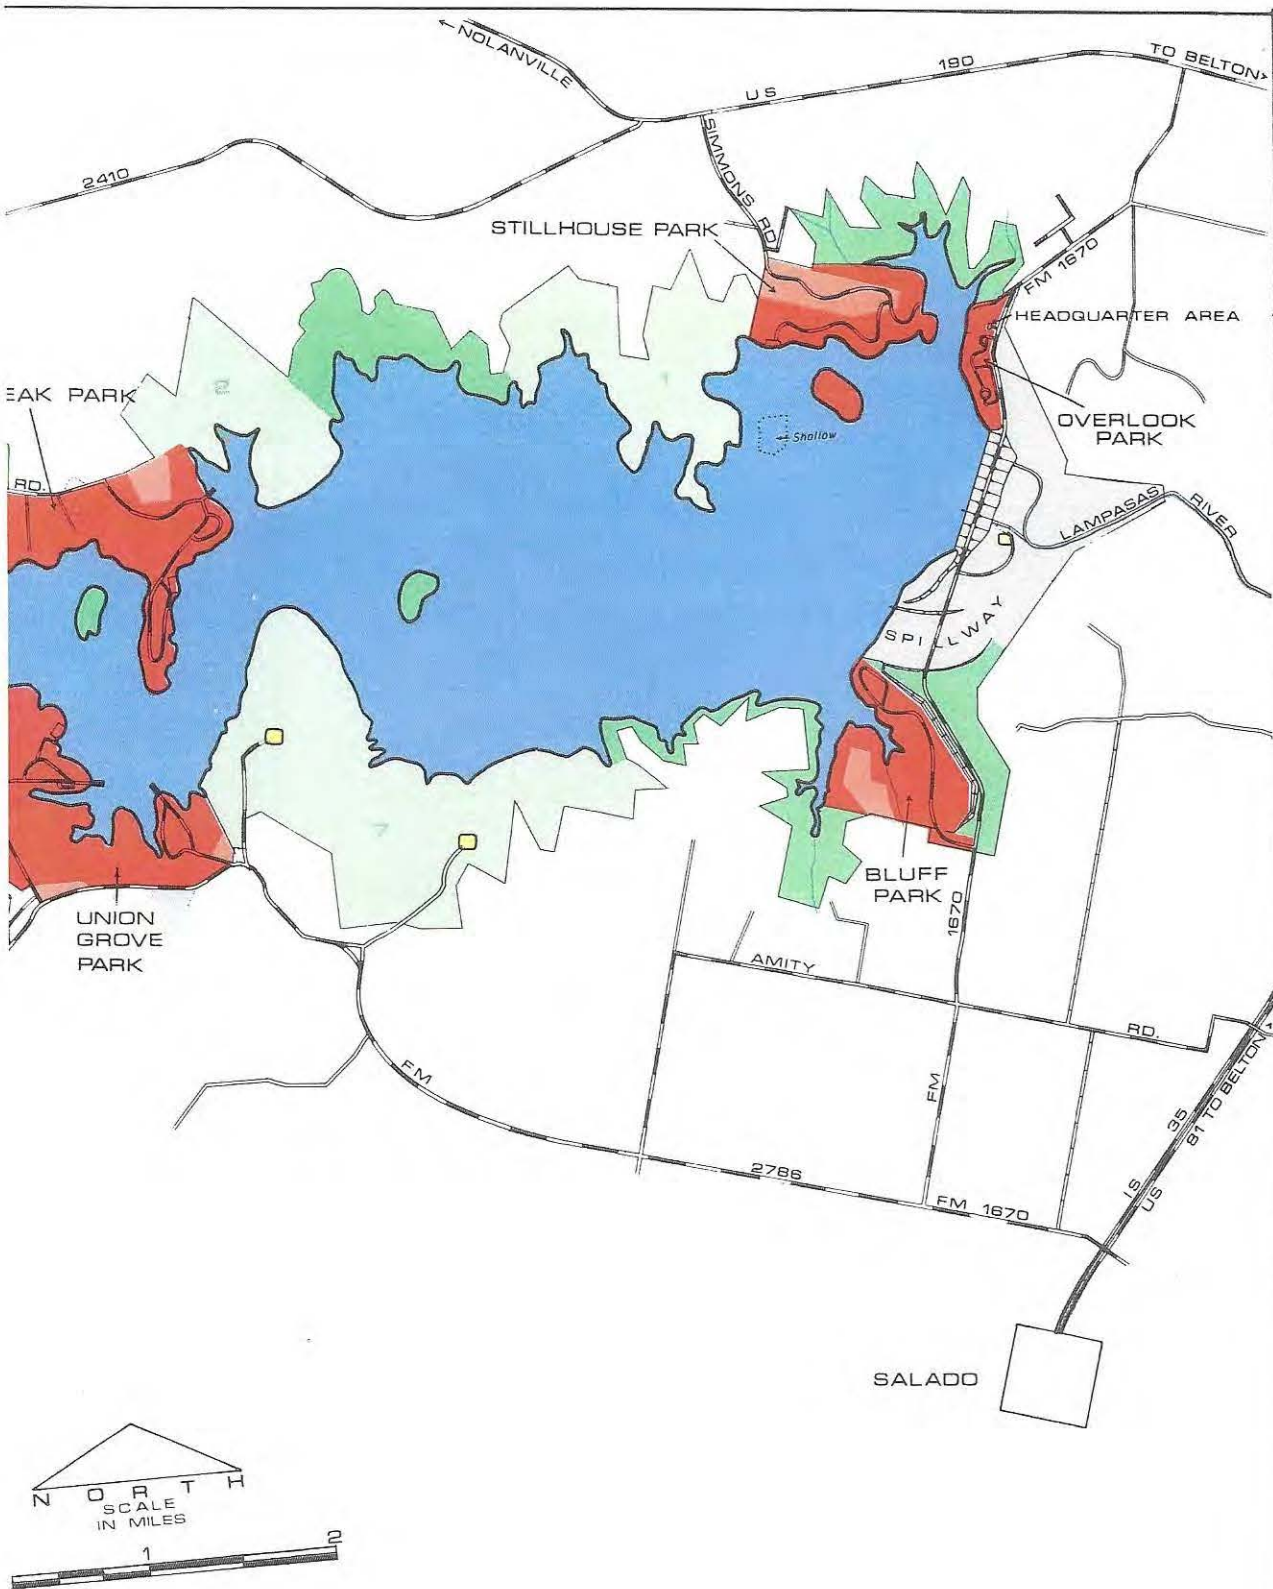 ← NOLANVILLE
US 190
TO BELTON→
2410
SIMMONS RD.
STILLHOUSE PARK
FM 1670
HEADQUARTER AREA
EAK PARK
OVERLOOK
PARK
Shallow
RD.
LAMPASAS RIVER
SPILLWAY
BLUFF
PARK
UNION
GROVE
PARK
1670
AMITY RD.
FM
FM 2786
FM 1670
IS 35
US 81 TO BELTON
SALADO
NORTH
SCALE
IN MILES
1 2